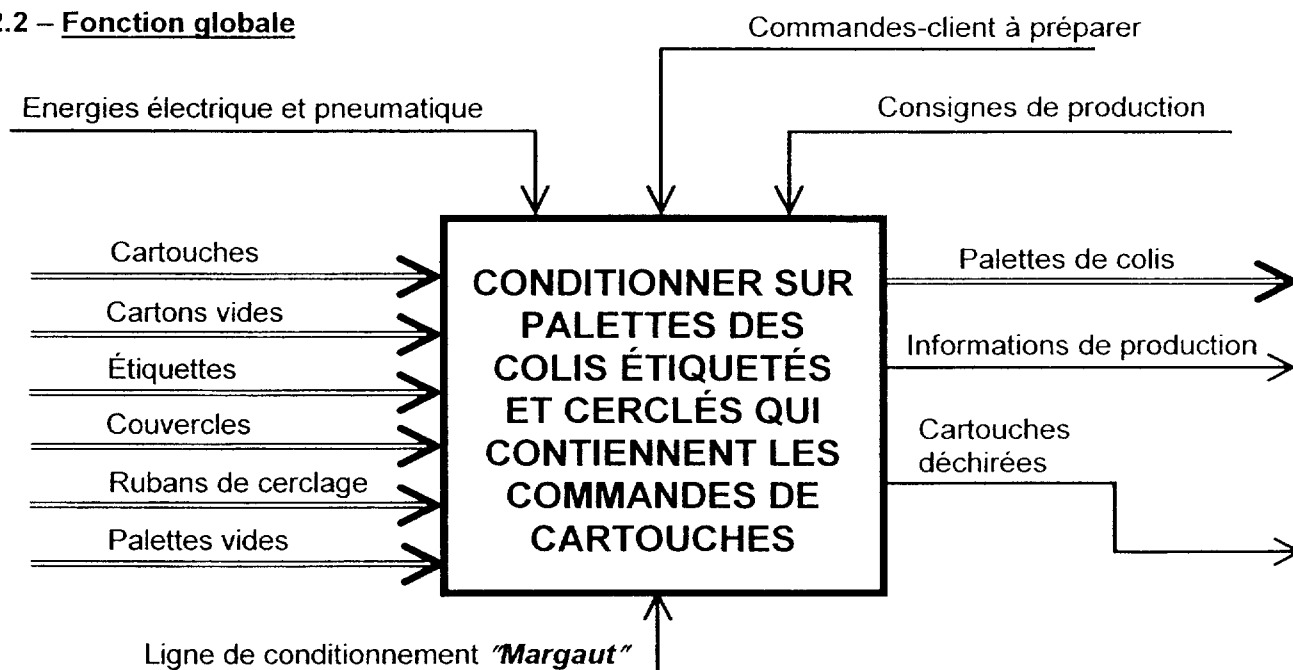 2.2 – Fonction globale
Commandes-client à préparer
Energies électrique et pneumatique
Consignes de production
Cartouches
Cartons vides
Étiquettes
Couvercles
Rubans de cerclage
Palettes vides
CONDITIONNER SUR
PALETTES DES
COLIS ÉTIQUETÉS
ET CERCLÉS QUI
CONTIENNENT LES
COMMANDES DE
CARTOUCHES
Palettes de colis
Informations de production
Cartouches
déchirées
Ligne de conditionnement "Margaut"